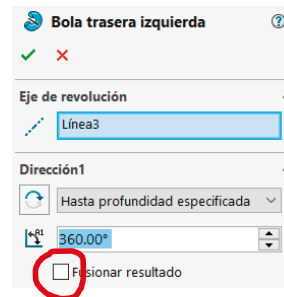 Bola trasera izquierda
Eje de revolución
Línea3
Dirección1
Hasta profundidad especificada
360.00°
Fusionar resultado